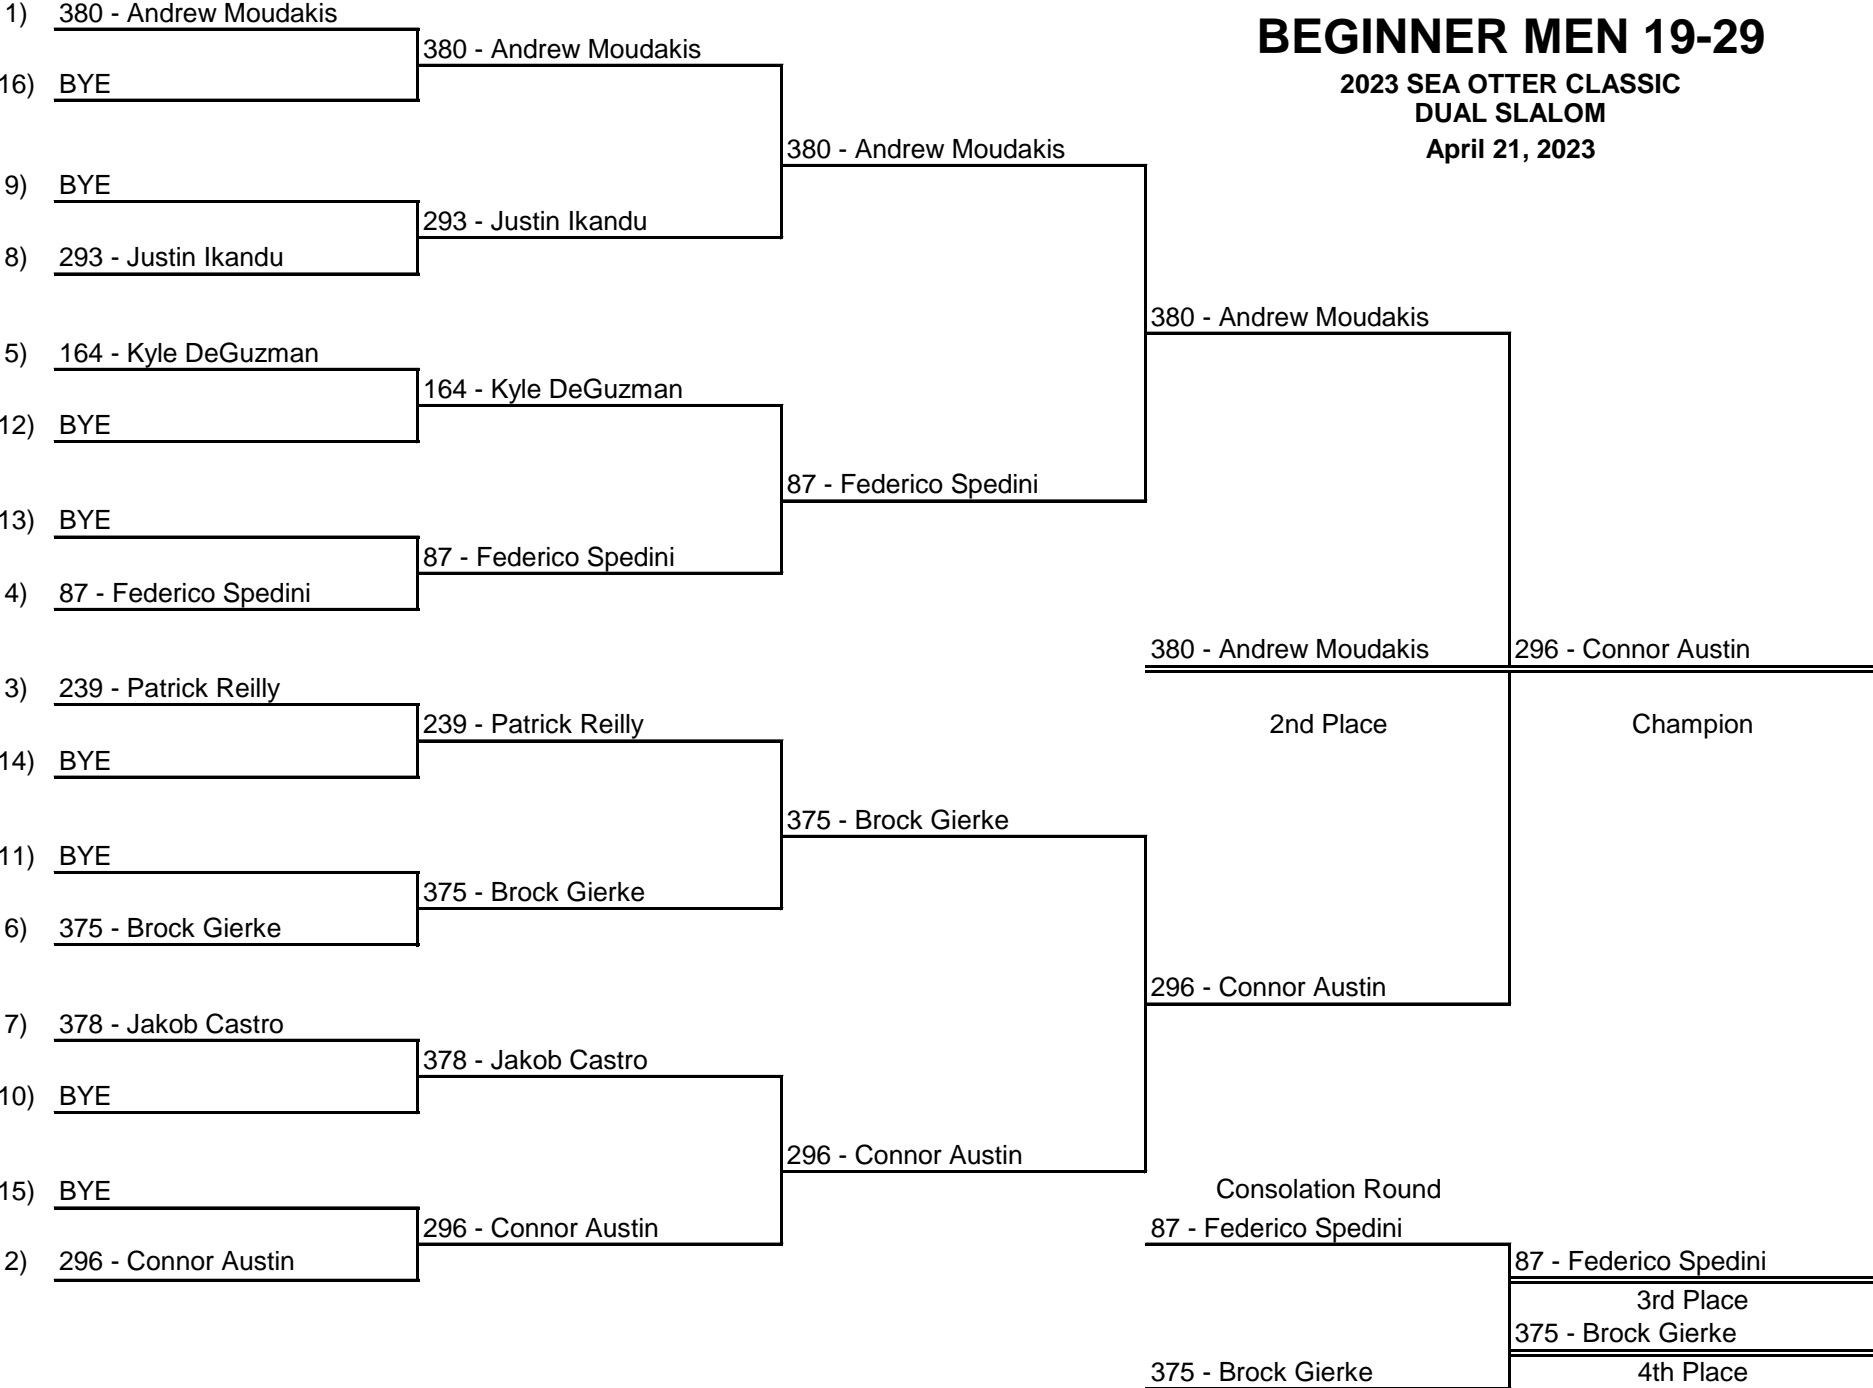 BEGINNER MEN 19-29
2023 SEA OTTER CLASSIC
DUAL SLALOM
April 21, 2023
1) 380 - Andrew Moudakis
16) BYE
9) BYE
8) 293 - Justin Ikandu
5) 164 - Kyle DeGuzman
12) BYE
13) BYE
4) 87 - Federico Spedini
3) 239 - Patrick Reilly
14) BYE
11) BYE
6) 375 - Brock Gierke
7) 378 - Jakob Castro
10) BYE
15) BYE
2) 296 - Connor Austin
380 - Andrew Moudakis
293 - Justin Ikandu
164 - Kyle DeGuzman
87 - Federico Spedini
239 - Patrick Reilly
375 - Brock Gierke
378 - Jakob Castro
296 - Connor Austin
380 - Andrew Moudakis
87 - Federico Spedini
375 - Brock Gierke
296 - Connor Austin
380 - Andrew Moudakis
296 - Connor Austin
380 - Andrew Moudakis
2nd Place
296 - Connor Austin
Champion
Consolation Round
87 - Federico Spedini
375 - Brock Gierke
87 - Federico Spedini
3rd Place
375 - Brock Gierke
4th Place